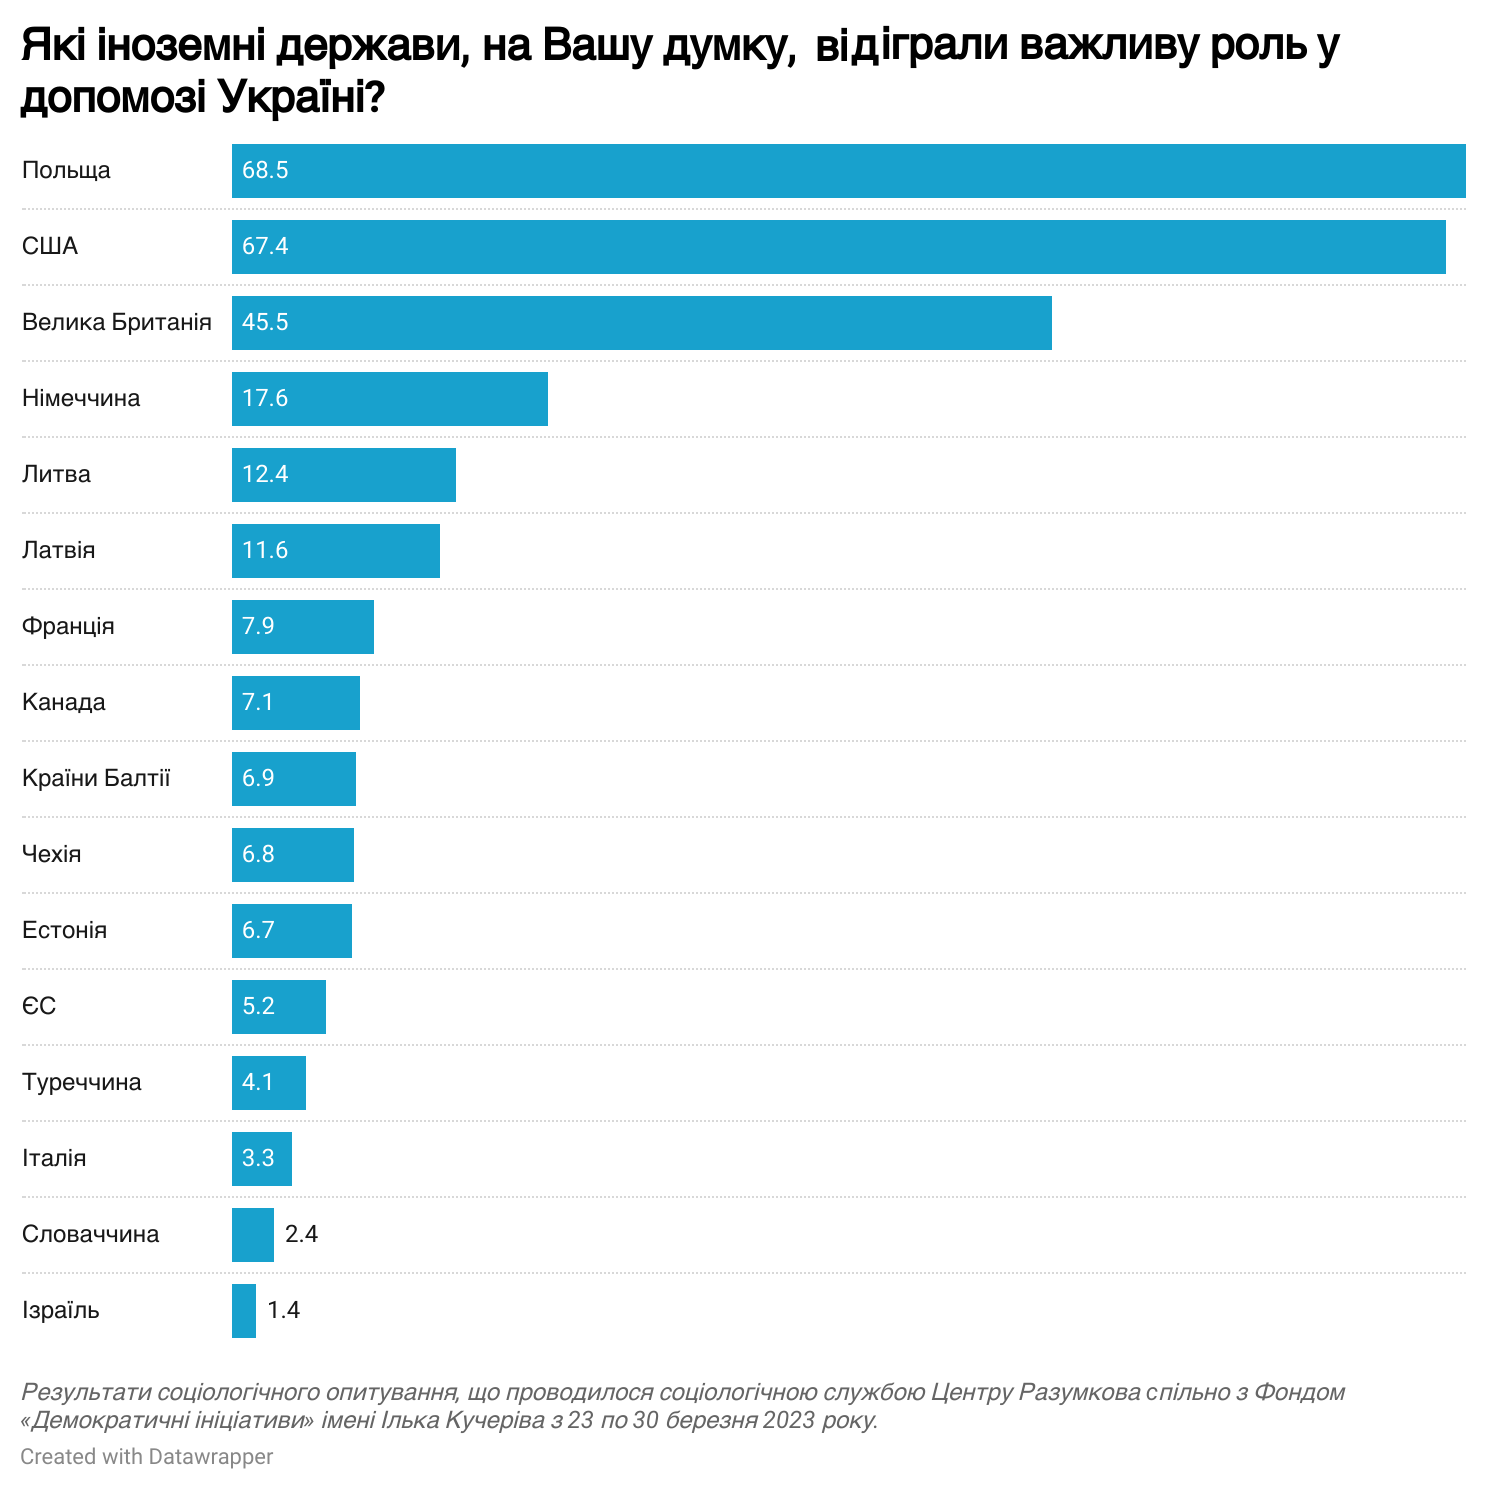 Які іноземні держави, на Вашу думку, відіграли важливу роль у
допомозі Україні?
Польща 68.5
США 67.4
Велика Британія 45.5
Німеччина 17.6
Литва 12.4
Латвія 11.6
Франція 7.9
Канада 7.1
Країни Балтії 6.9
Чехія 6.8
Естонія 6.7
ЄС 5.2
Туреччина 4.1
Італія 3.3
Словаччина 2.4
Ізраїль 1.4
Результати соціологічного опитування, що проводилося соціологічною службою Центру Разумкова спільно з Фондом
«Демократичні ініціативи» імені Ілька Кучеріва з 23 по 30 березня 2023 року.
Created with Datawrapper